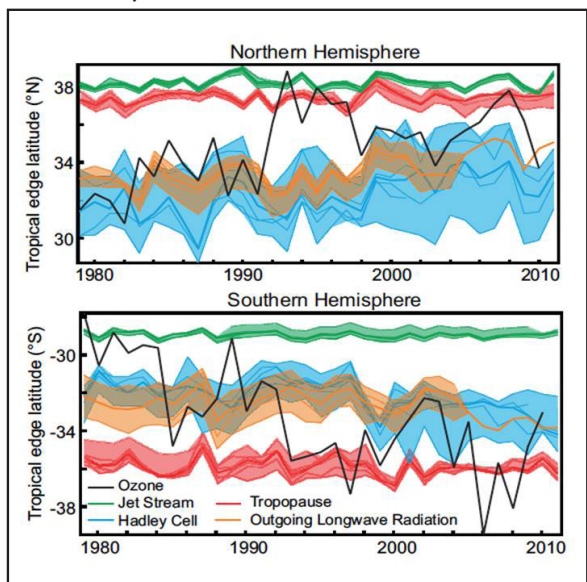 Northern Hemisphere
Tropical edge latitude (°N)
38
34
30
1980
1990
2000
2010
Southern Hemisphere
Tropical edge latitude (°S)
-30
-34
-38
Ozone
Jet Stream
Tropopause
Hadley Cell
Outgoing Longwave Radiation
1980
1990
2000
2010